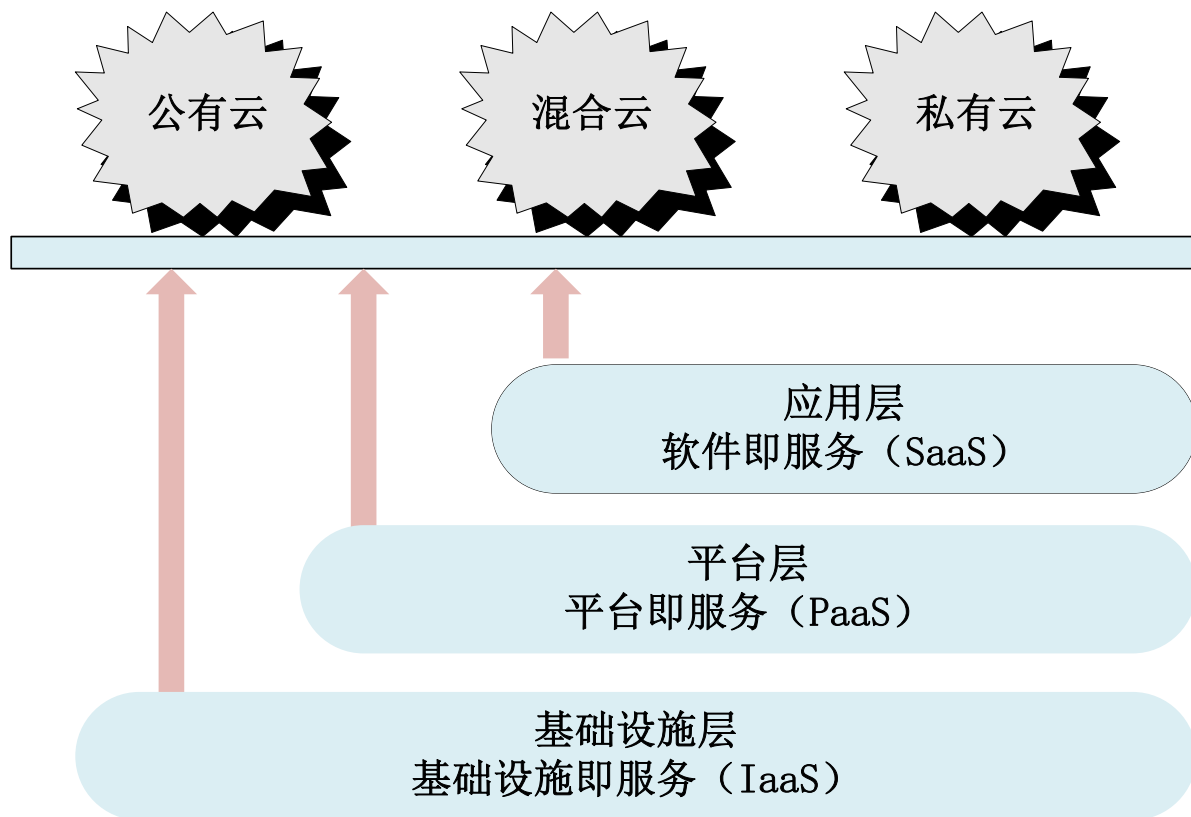 公有云
混合云
私有云
应用层
软件即服务（SaaS）
平台层
平台即服务（PaaS）
基础设施层
基础设施即服务（IaaS）